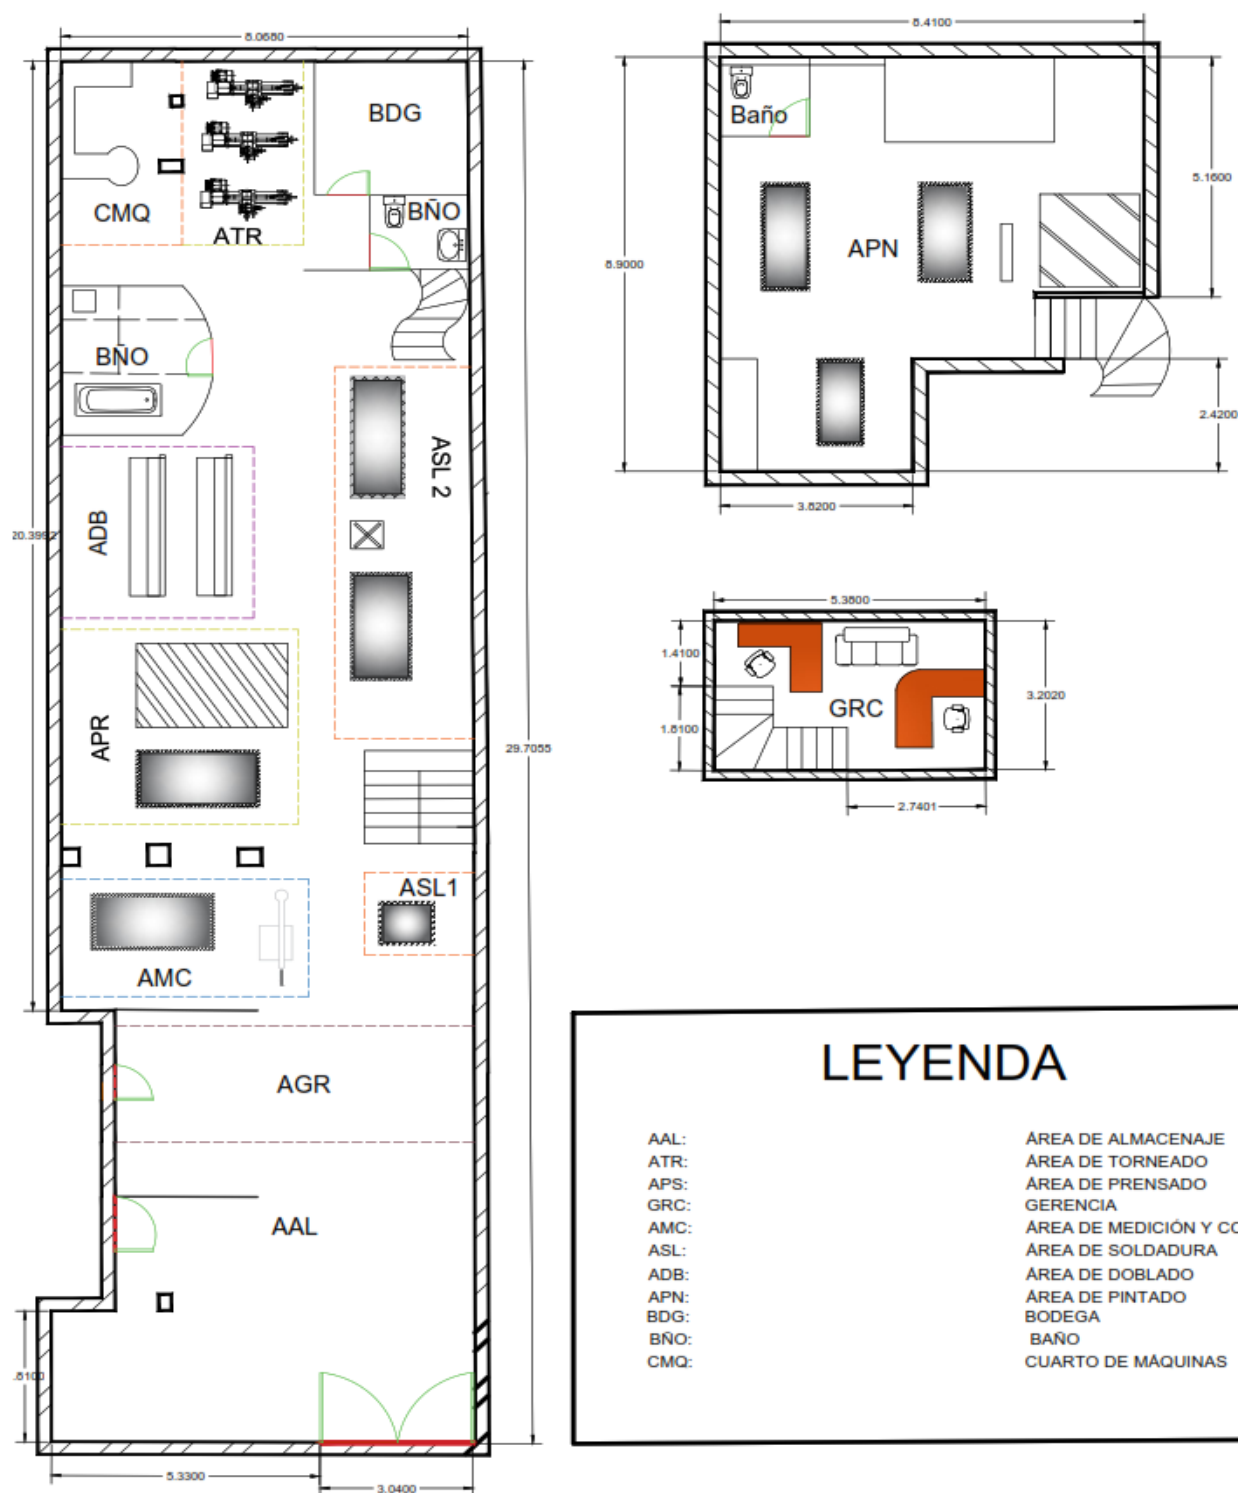 8.0680
8.4100
BDG
Baño
5.1600
CMQ
BÑO
ATR
APN
8.9000
BÑO
2.4200
ASL 2
3.8200
ADB
20.3992
5.3800
1.4100
GRC
3.2020
APR
1.8100
29.7055
2.7401
ASL1
AMC
LEYENDA
AGR
AAL: ÁREA DE ALMACENAJE
ATR: ÁREA DE TORNEADO
APS: ÁREA DE PRENSADO
GRC: GERENCIA
AMC: ÁREA DE MEDICIÓN Y CO
ASL: ÁREA DE SOLDADURA
ADB: ÁREA DE DOBLADO
APN: ÁREA DE PINTADO
BDG: BODEGA
BÑO: BAÑO
CMQ: CUARTO DE MÁQUINAS
AAL
.8100
5.3300
3.0400